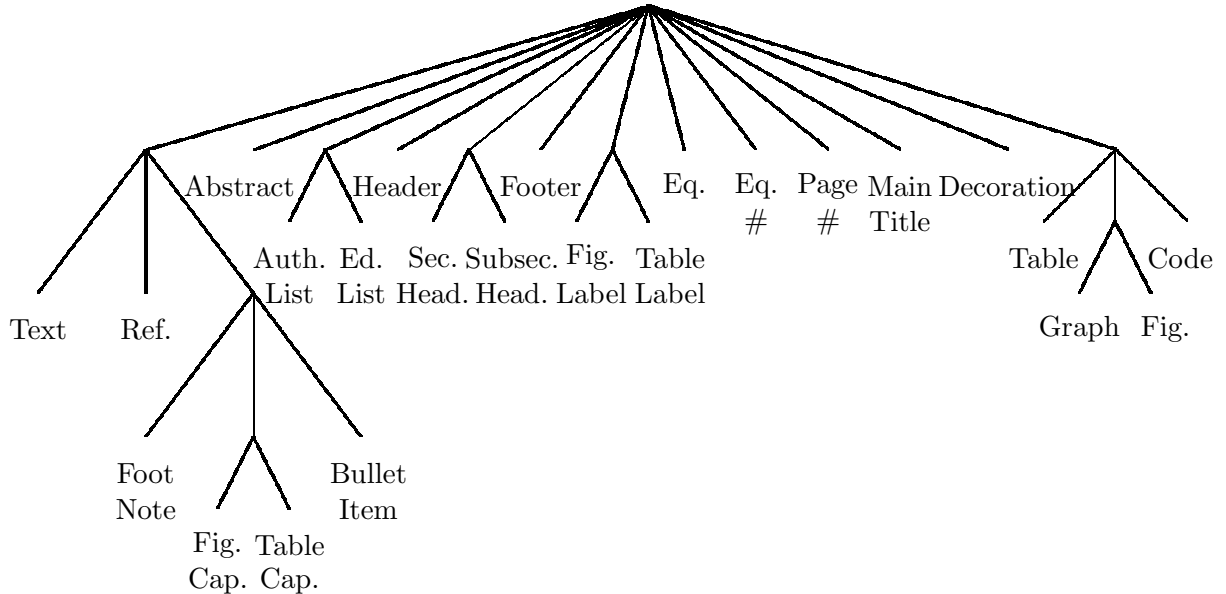 Abstract
Header
Footer
Eq.
Eq.
#
Page
#
Main
Title
Decoration
Auth.
List
Ed.
List
Sec.
Head.
Subsec.
Head.
Fig.
Label
Table
Label
Table
Code
Text
Ref.
Graph
Fig.
Foot
Note
Bullet
Item
Fig.
Cap.
Table
Cap.